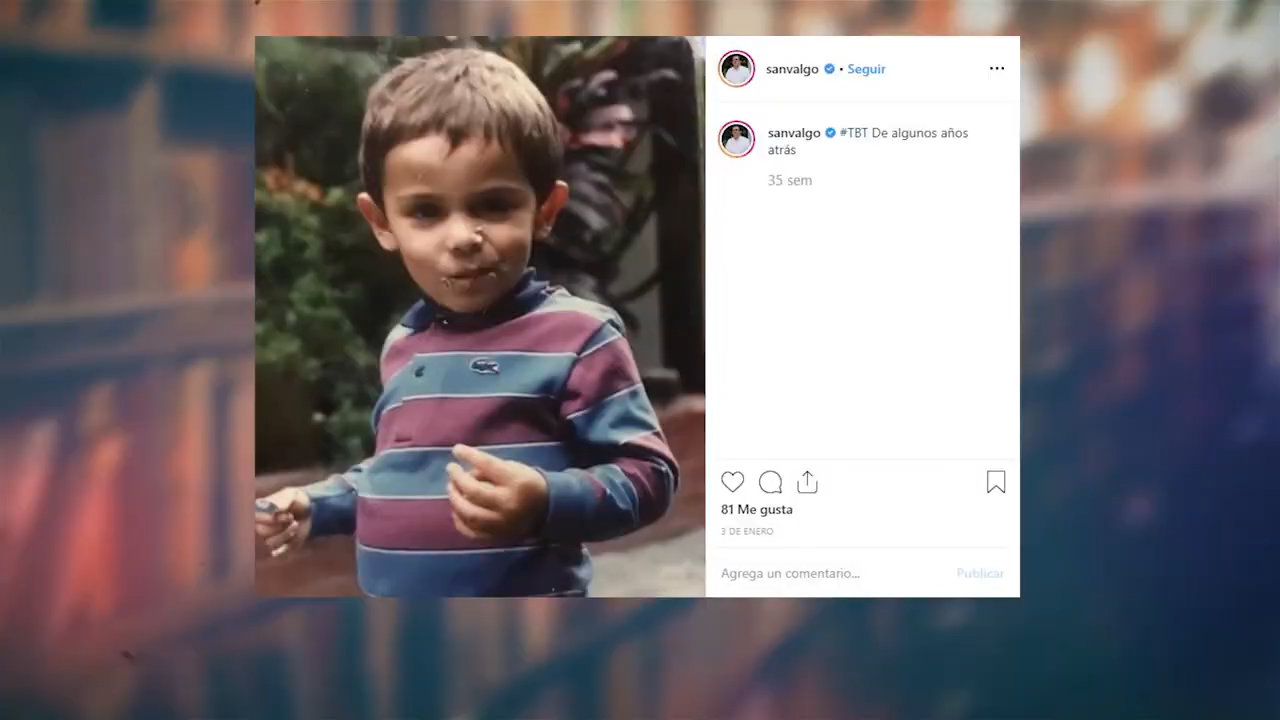 sanvalgo • Seguir
sanvalgo #TBT De algunos años
atrás
35 sem
81 Me gusta
3 DE ENERO
Agrega un comentario... Publicar